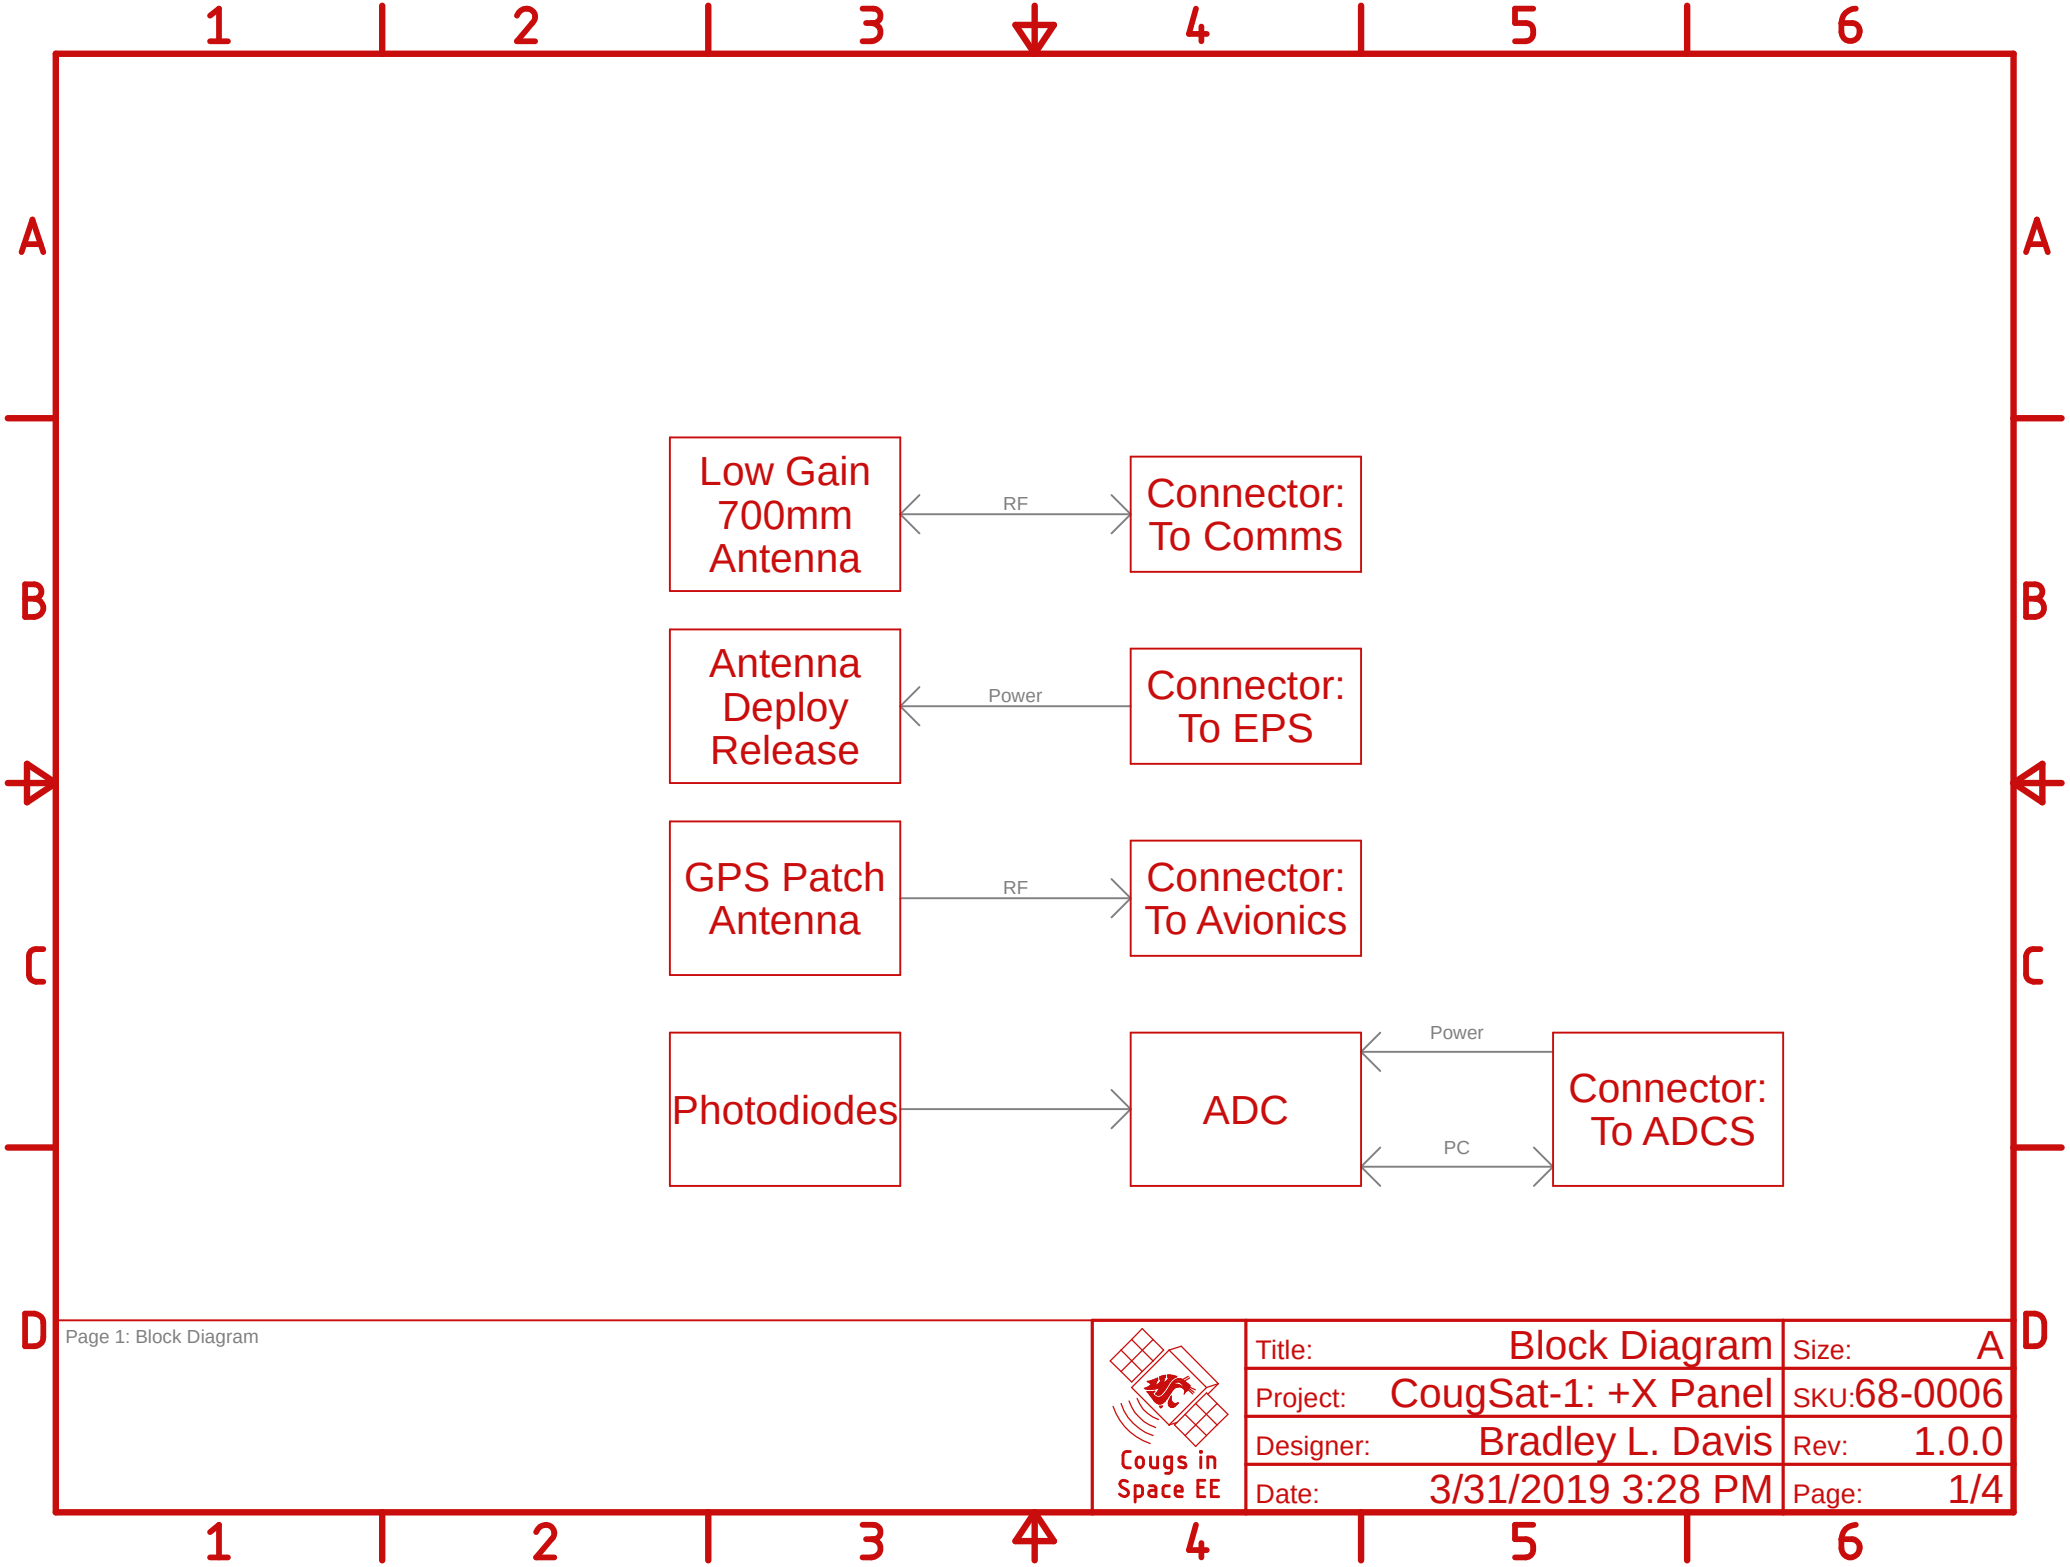 1 2 3 4 5 6
A A
Low Gain
700mm
Antenna
RF
Connector:
To Comms
B B
Antenna
Deploy
Release
Power
Connector:
To EPS
GPS Patch
Antenna
RF
Connector:
To Avionics
C C
Photodiodes
ADC
Power
PC
Connector:
To ADCS
D D
Page 1: Block Diagram
Cougs in
Space EE
Title: Block Diagram Size: A
Project: CougSat-1: +X Panel SKU:68-0006
Designer: Bradley L. Davis Rev: 1.0.0
Date: 3/31/2019 3:28 PM Page: 1/4
1 2 3 4 5 6